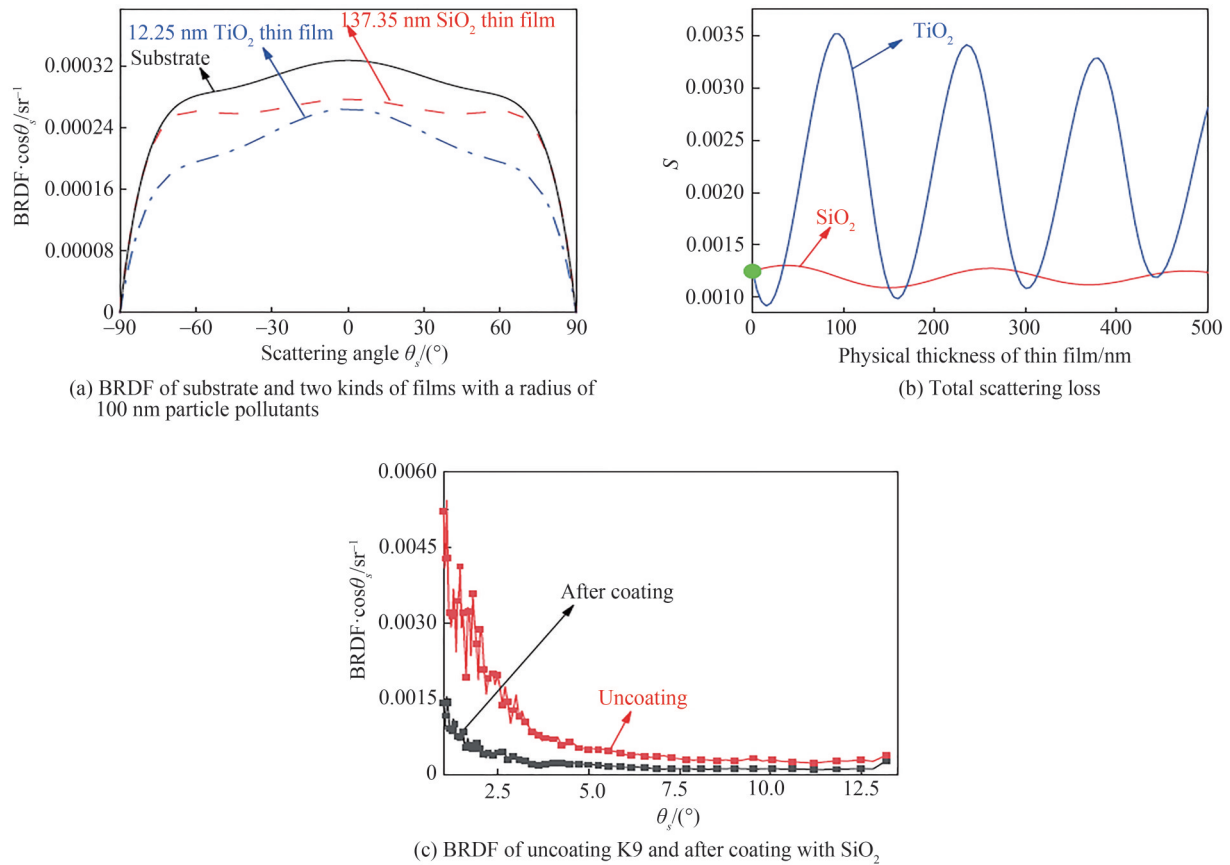 12.25 nm TiO₂ thin film
137.35 nm SiO₂ thin film
Substrate
0.00032
0.00024
0.00016
0.00008
0
BRDF·cosθₛ/sr⁻¹
−90
−60
−30
0
30
60
90
Scattering angle θₛ/(°)
(a) BRDF of substrate and two kinds of films with a radius of
100 nm particle pollutants
0.0035
0.0030
0.0025
0.0020
0.0015
0.0010
S
TiO₂
SiO₂
0
100
200
300
400
500
Physical thickness of thin film/nm
(b) Total scattering loss
0.0060
0.0045
0.0030
0.0015
0
BRDF·cosθₛ/sr⁻¹
After coating
Uncoating
2.5
5.0
7.5
10.0
12.5
θₛ/(°)
(c) BRDF of uncoating K9 and after coating with SiO₂